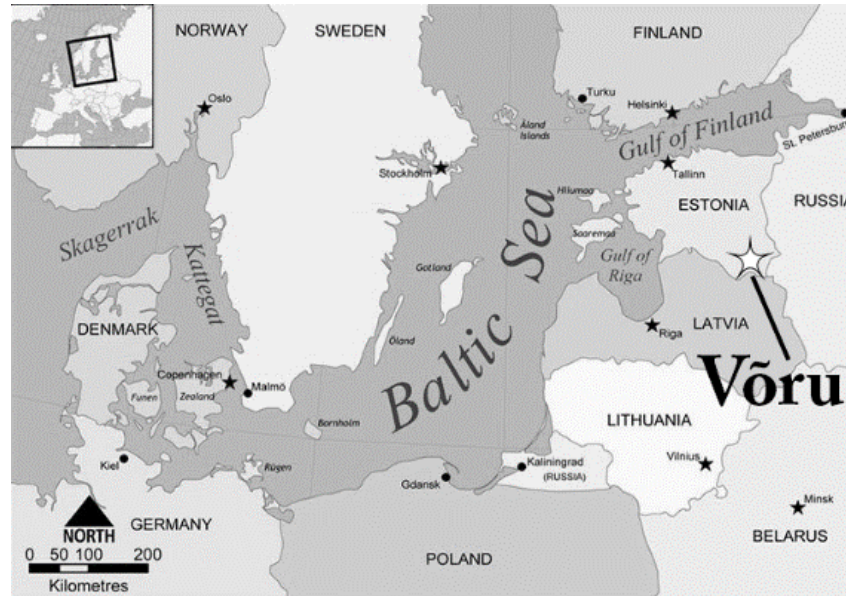 NORWAY
SWEDEN
FINLAND
Oslo
Turku
Helsinki
Åland
Islands
Gulf of Finland
St. Petersburg
Stockholm
Tallinn
Hiiumaa
ESTONIA
RUSSIA
Skagerrak
Kattegat
Saaremaa
Gulf of
Riga
Gotland
Baltic Sea
DENMARK
Öland
Riga
LATVIA
Võru
Copenhagen
Malmö
Funen
Zealand
Bornholm
LITHUANIA
Kiel
Rügen
Gdansk
Kaliningrad
(RUSSIA)
Vilnius
Minsk
NORTH
GERMANY
POLAND
BELARUS
0 50 100 200
Kilometres